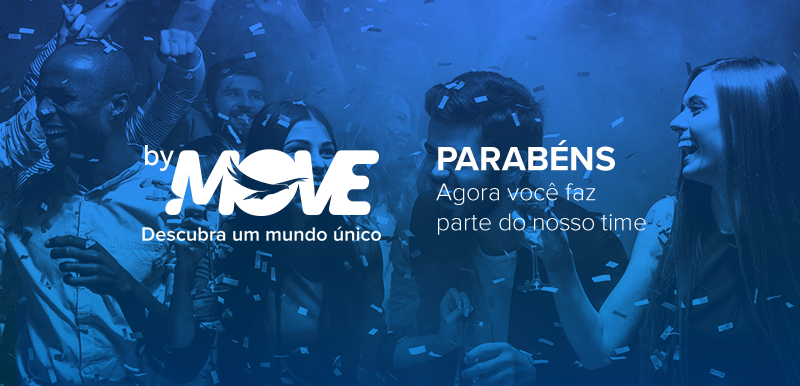 by
MOVE
Descubra um mundo único
PARABÉNS
Agora você faz
parte do nosso time